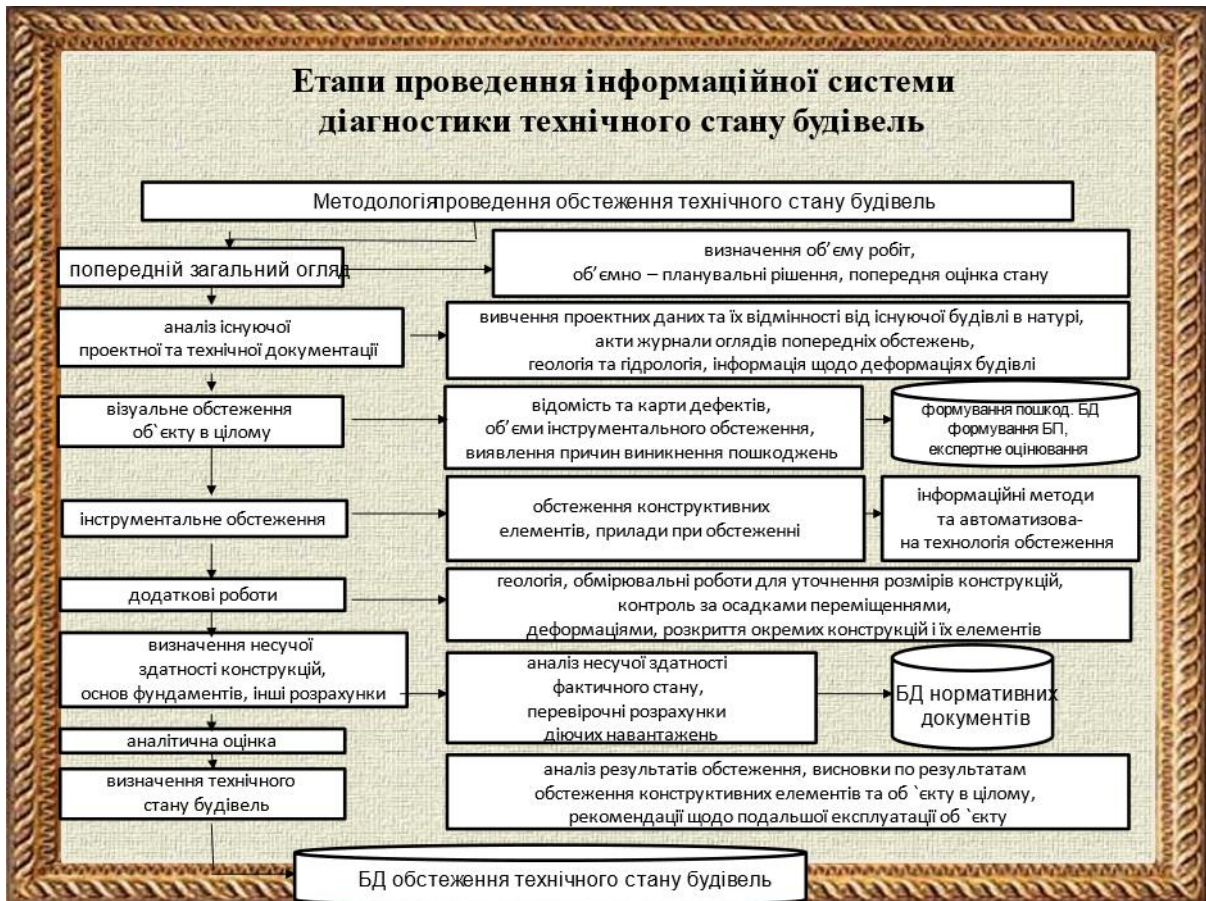 Етапи проведення інформаційної системи
діагностики технічного стану будівель
Методологіяпроведення обстеження технічного стану будівель
попередній загальний огляд
визначення об’єму робіт,
об’ємно – планувальні рішення, попередня оцінка стану
аналіз існуючої
проектної та технічної документації
вивчення проектних даних та їх відмінності від існуючої будівлі в натурі,
акти журнали оглядів попередніх обстежень,
геологія та гідрологія, інформація щодо деформаціях будівлі
візуальне обстеження
об`єкту в цілому
відомість та карти дефектів,
об’єми інструментального обстеження,
виявлення причин виникнення пошкоджень
формування пошкод. БД
формування БП,
експертне оцінювання
інструментальне обстеження
обстеження конструктивних
елементів, прилади при обстеженні
інформаційні методи
та автоматизова-
на технологія обстеження
додаткові роботи
геологія, обмірювальні роботи для уточнення розмірів конструкцій,
контроль за осадками переміщеннями,
деформаціями, розкриття окремих конструкцій і їх елементів
визначення несучої
здатності конструкцій,
основ фундаментів, інші розрахунки
аналіз несучої здатності
фактичного стану,
перевірочні розрахунки
діючих навантажень
БД нормативних
документів
аналітична оцінка
визначення технічного
стану будівель
аналіз результатів обстеження, висновки по результатам
обстеження конструктивних елементів та об `єкту в цілому,
рекомендації щодо подальшої експлуатації об `єкту
БД обстеження технічного стану будівель